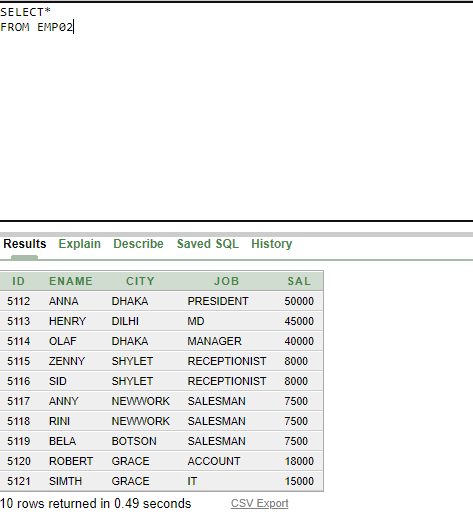 SELECT*
FROM EMP02
Results Explain Describe Saved SQL History
ID ENAME CITY JOB SAL
5112 ANNA DHAKA PRESIDENT 50000
5113 HENRY DILHI MD 45000
5114 OLAF DHAKA MANAGER 40000
5115 ZENNY SHYLET RECEPTIONIST 8000
5116 SID SHYLET RECEPTIONIST 8000
5117 ANNY NEWWORK SALESMAN 7500
5118 RINI NEWWORK SALESMAN 7500
5119 BELA BOTSON SALESMAN 7500
5120 ROBERT GRACE ACCOUNT 18000
5121 SIMTH GRACE IT 15000
10 rows returned in 0.49 seconds CSV Export